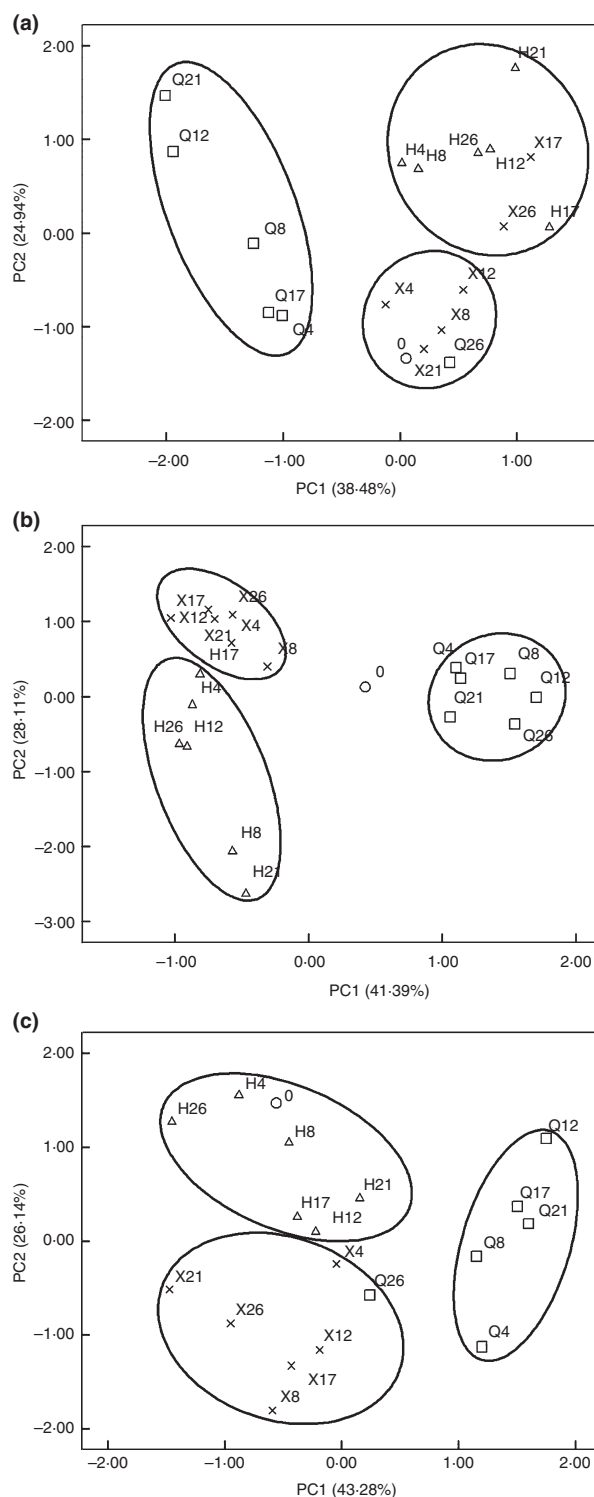 (a)
2·00
H21
Q21
1·00
Q12
H4
H8
H26
H12
X17
PC2 (24·94%)
0·00
Q8
X26
H17
X4
X12
−1·00
Q17
Q4
X8
0
X21
Q26
−2·00
−2·00 −1·00 0·00 1·00
PC1 (38·48%)
(b)
2·00
X17
X26
1·00
X12
X4
X21
X8
H17
0
Q4
Q17
Q8
Q12
0·00
H4
Q21
H26
H12
Q26
PC2 (28·11%)
−1·00
H8
−2·00
H21
−3·00
−1·00 0·00 1·00 2·00
PC1 (41·39%)
(c)
2·00
H4
0
H26
1·00
H8
Q12
H21
H17
H12
Q17
Q21
PC2 (26·14%)
0·00
X4
Q8
X21
Q26
X26
−1·00
X12
Q4
X17
X8
−2·00
−2·00 −1·00 0·00 1·00 2·00
PC1 (43·28%)